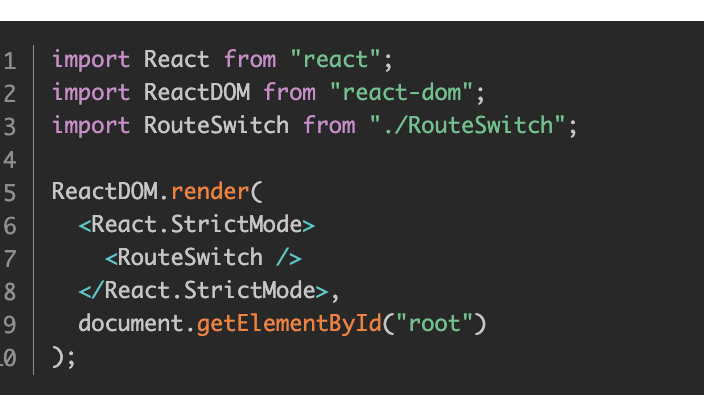 1 import React from "react";
2 import ReactDOM from "react-dom";
3 import RouteSwitch from "./RouteSwitch";
4
5 ReactDOM.render(
6   <React.StrictMode>
7     <RouteSwitch />
8   </React.StrictMode>,
9   document.getElementById("root")
10 );